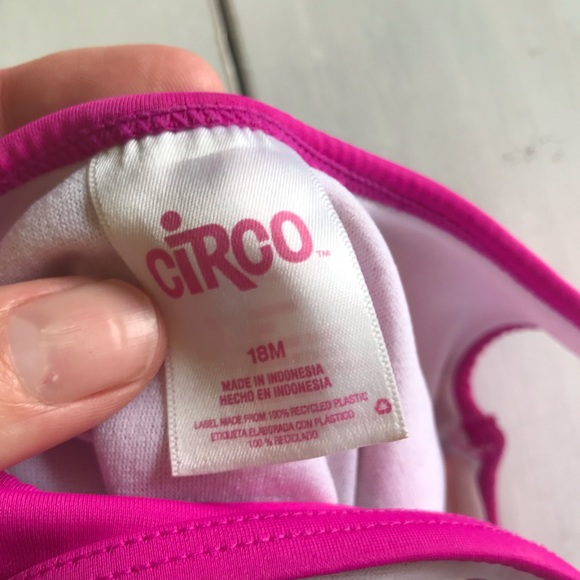 CiRCO™
18M
MADE IN INDONESIA
HECHO EN INDONESIA
LABEL MADE FROM 100% RECYCLED PLASTIC
ETIQUETA ELABORADA CON PLÁSTICO
100 % RECICLADO